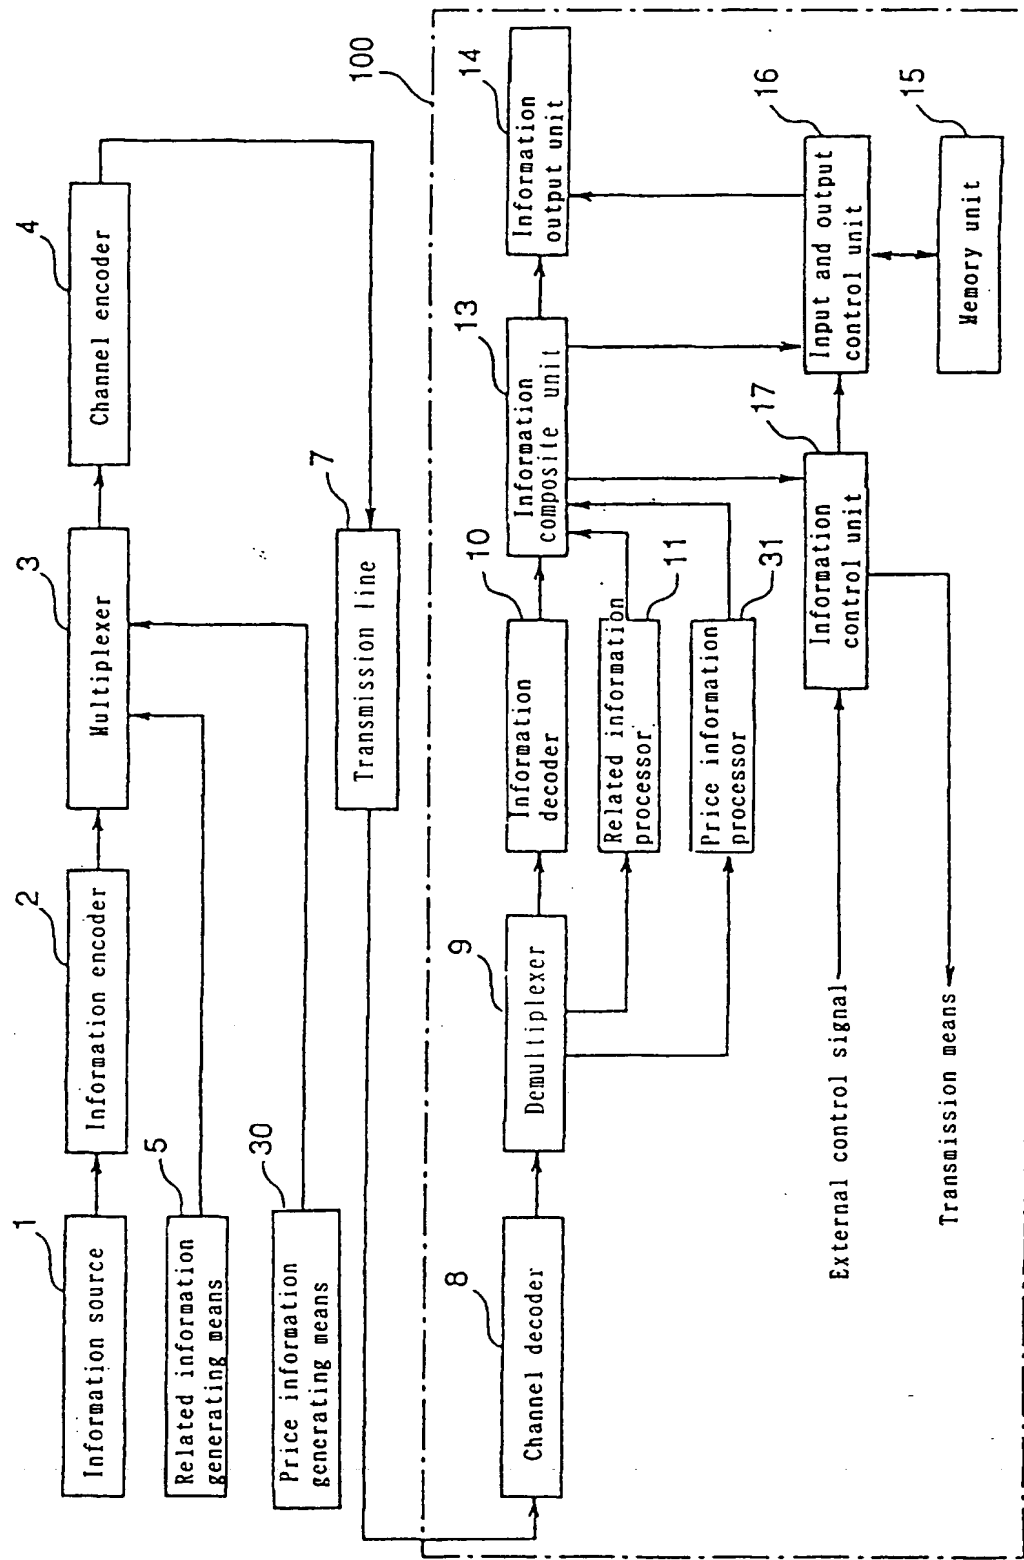 1
Information source
2
Information encoder
3
Multiplexer
4
Channel encoder
5
Related information
generating means
30
Price information
generating means
7
Transmission line
100
8
Channel decoder
9
Demultiplexer
10
Information
decoder
11
Related information
processor
31
Price information
processor
13
Information
composite unit
14
Information
output unit
16
Input and output
control unit
15
Memory unit
17
Information
control unit
External control signal
Transmission means